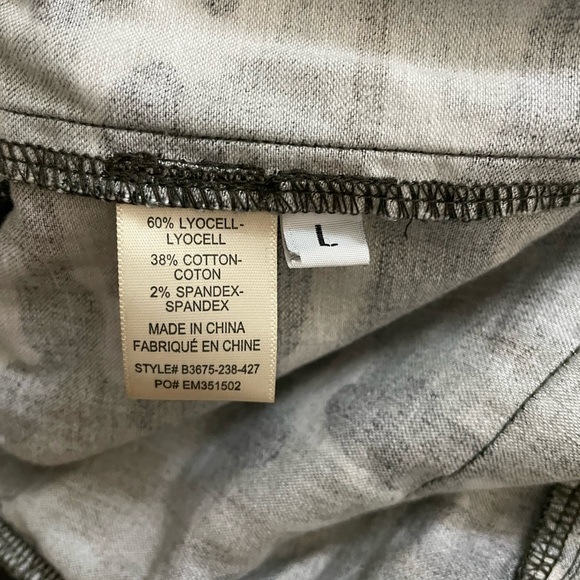 60% LYOCELL-
LYOCELL
38% COTTON-
COTON
2% SPANDEX-
SPANDEX
MADE IN CHINA
FABRIQUÉ EN CHINE
STYLE# B3675-238-427
PO# EM351502
L